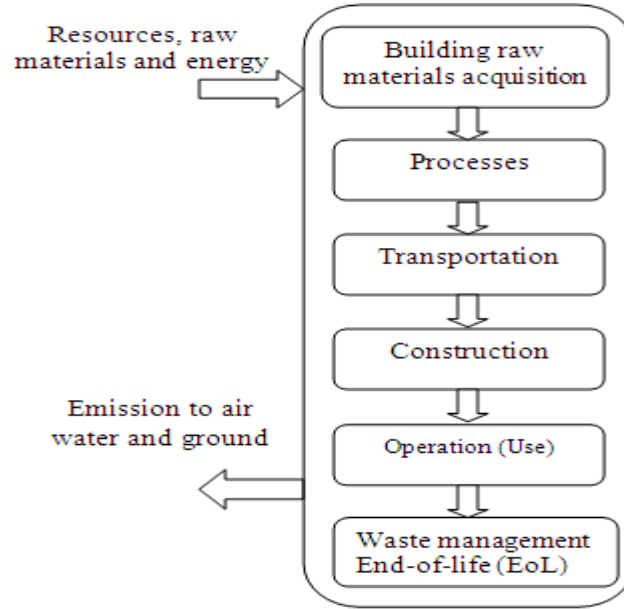 Resources, raw
materials and energy
Building raw
materials acquisition
Processes
Transportation
Construction
Emission to air
water and ground
Operation (Use)
Waste management
End-of-life (EoL)